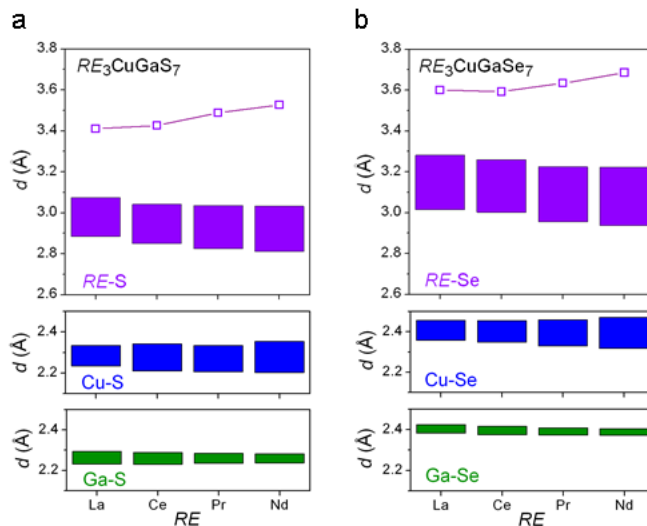 a
RE₃CuGaS₇
d (Å)
3.8
3.6
3.4
3.2
3.0
2.8
2.6
RE-S
d (Å)
2.4
2.2
Cu-S
d (Å)
2.4
2.2
Ga-S
La Ce Pr Nd
RE
b
RE₃CuGaSe₇
d (Å)
3.8
3.6
3.4
3.2
3.0
2.8
2.6
RE-Se
d (Å)
2.4
2.2
Cu-Se
d (Å)
2.4
2.2
Ga-Se
La Ce Pr Nd
RE